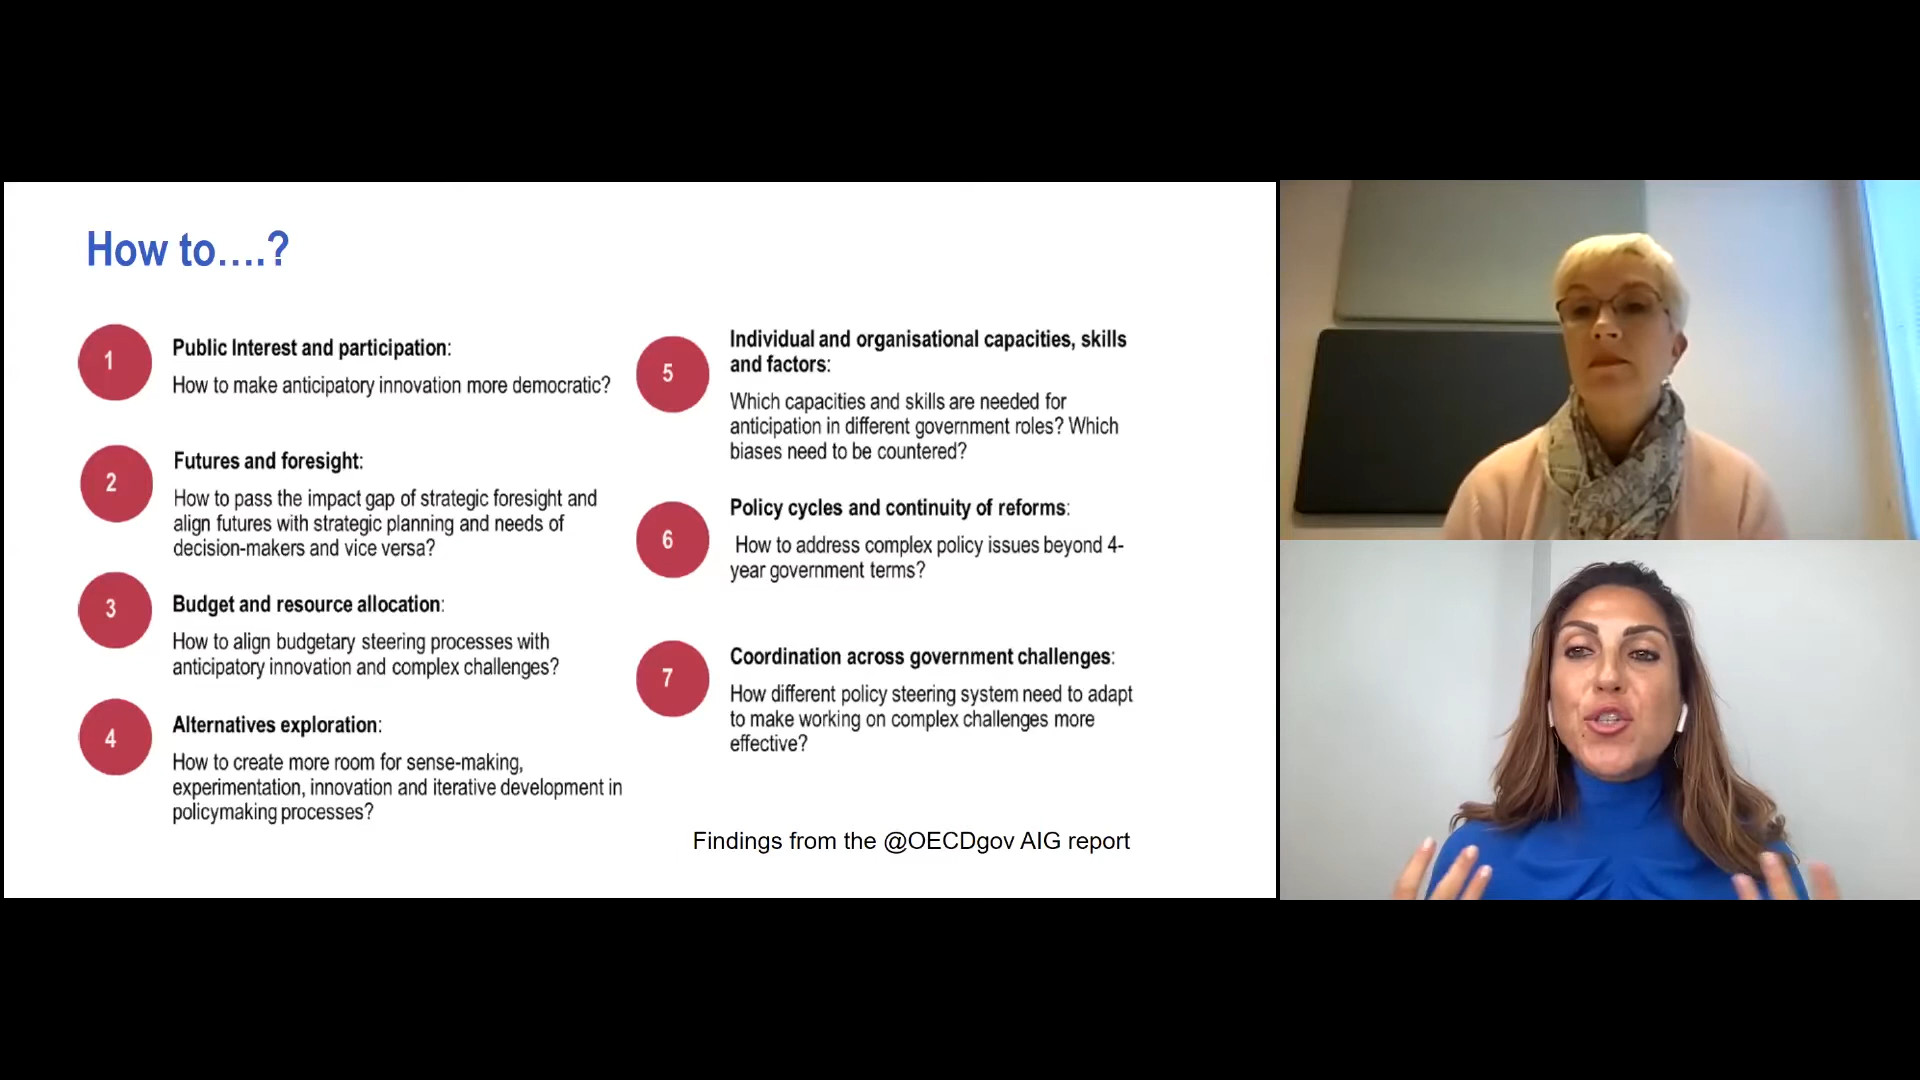 How to....?
1
Public Interest and participation:
How to make anticipatory innovation more democratic?
2
Futures and foresight:
How to pass the impact gap of strategic foresight and
align futures with strategic planning and needs of
decision-makers and vice versa?
3
Budget and resource allocation:
How to align budgetary steering processes with
anticipatory innovation and complex challenges?
4
Alternatives exploration:
How to create more room for sense-making,
experimentation, innovation and iterative development in
policymaking processes?
5
Individual and organisational capacities, skills
and factors:
Which capacities and skills are needed for
anticipation in different government roles? Which
biases need to be countered?
6
Policy cycles and continuity of reforms:
How to address complex policy issues beyond 4-
year government terms?
7
Coordination across government challenges:
How different policy steering system need to adapt
to make working on complex challenges more
effective?
Findings from the @OECDgov AIG report